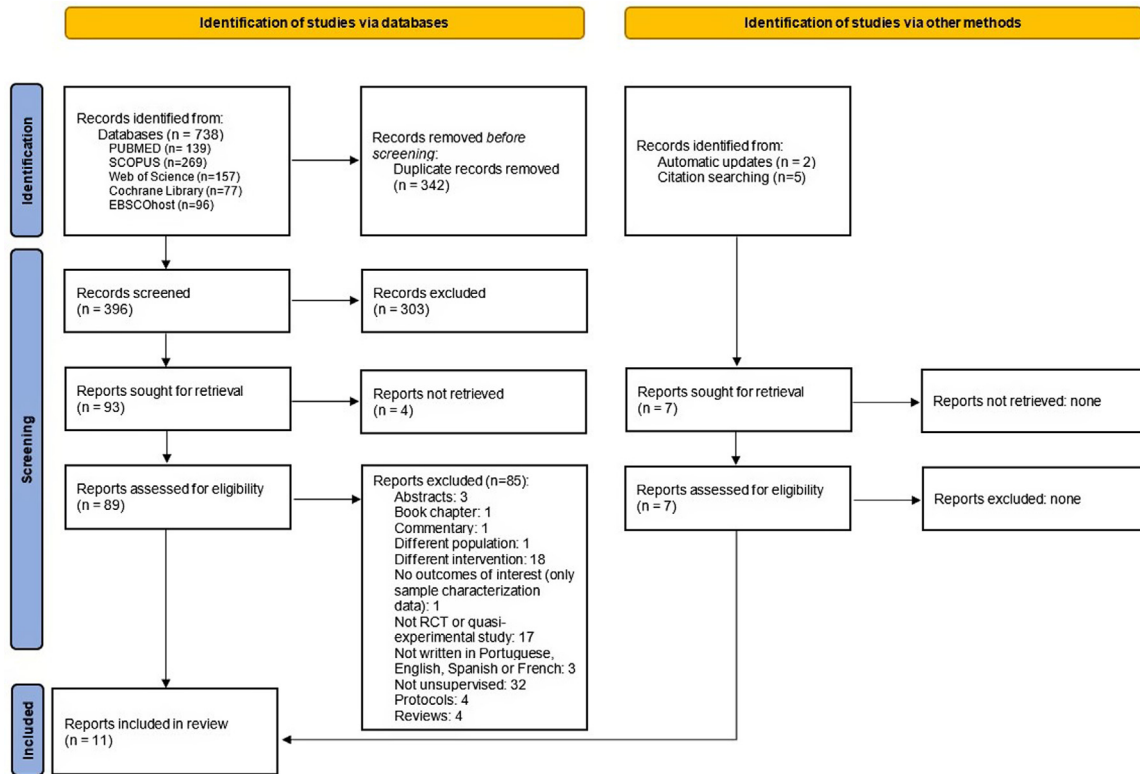 Identification of studies via databases
Identification of studies via other methods
Identification
Records identified from:
Databases (n = 738)
PUBMED (n= 139)
SCOPUS (n=269)
Web of Science (n=157)
Cochrane Library (n=77)
EBSCOhost (n=96)
Records removed before
screening:
Duplicate records removed
(n = 342)
Records identified from:
Automatic updates (n = 2)
Citation searching (n=5)
Screening
Records screened
(n = 396)
Records excluded
(n = 303)
Reports sought for retrieval
(n = 93)
Reports not retrieved
(n = 4)
Reports sought for retrieval
(n = 7)
Reports not retrieved: none
Reports assessed for eligibility
(n = 89)
Reports excluded (n=85):
Abstracts: 3
Book chapter: 1
Commentary: 1
Different population: 1
Different intervention: 18
No outcomes of interest (only
sample characterization
data): 1
Not RCT or quasi-
experimental study: 17
Not written in Portuguese,
English, Spanish or French: 3
Not unsupervised: 32
Protocols: 4
Reviews: 4
Reports assessed for eligibility
(n = 7)
Reports excluded: none
Included
Reports included in review
(n = 11)